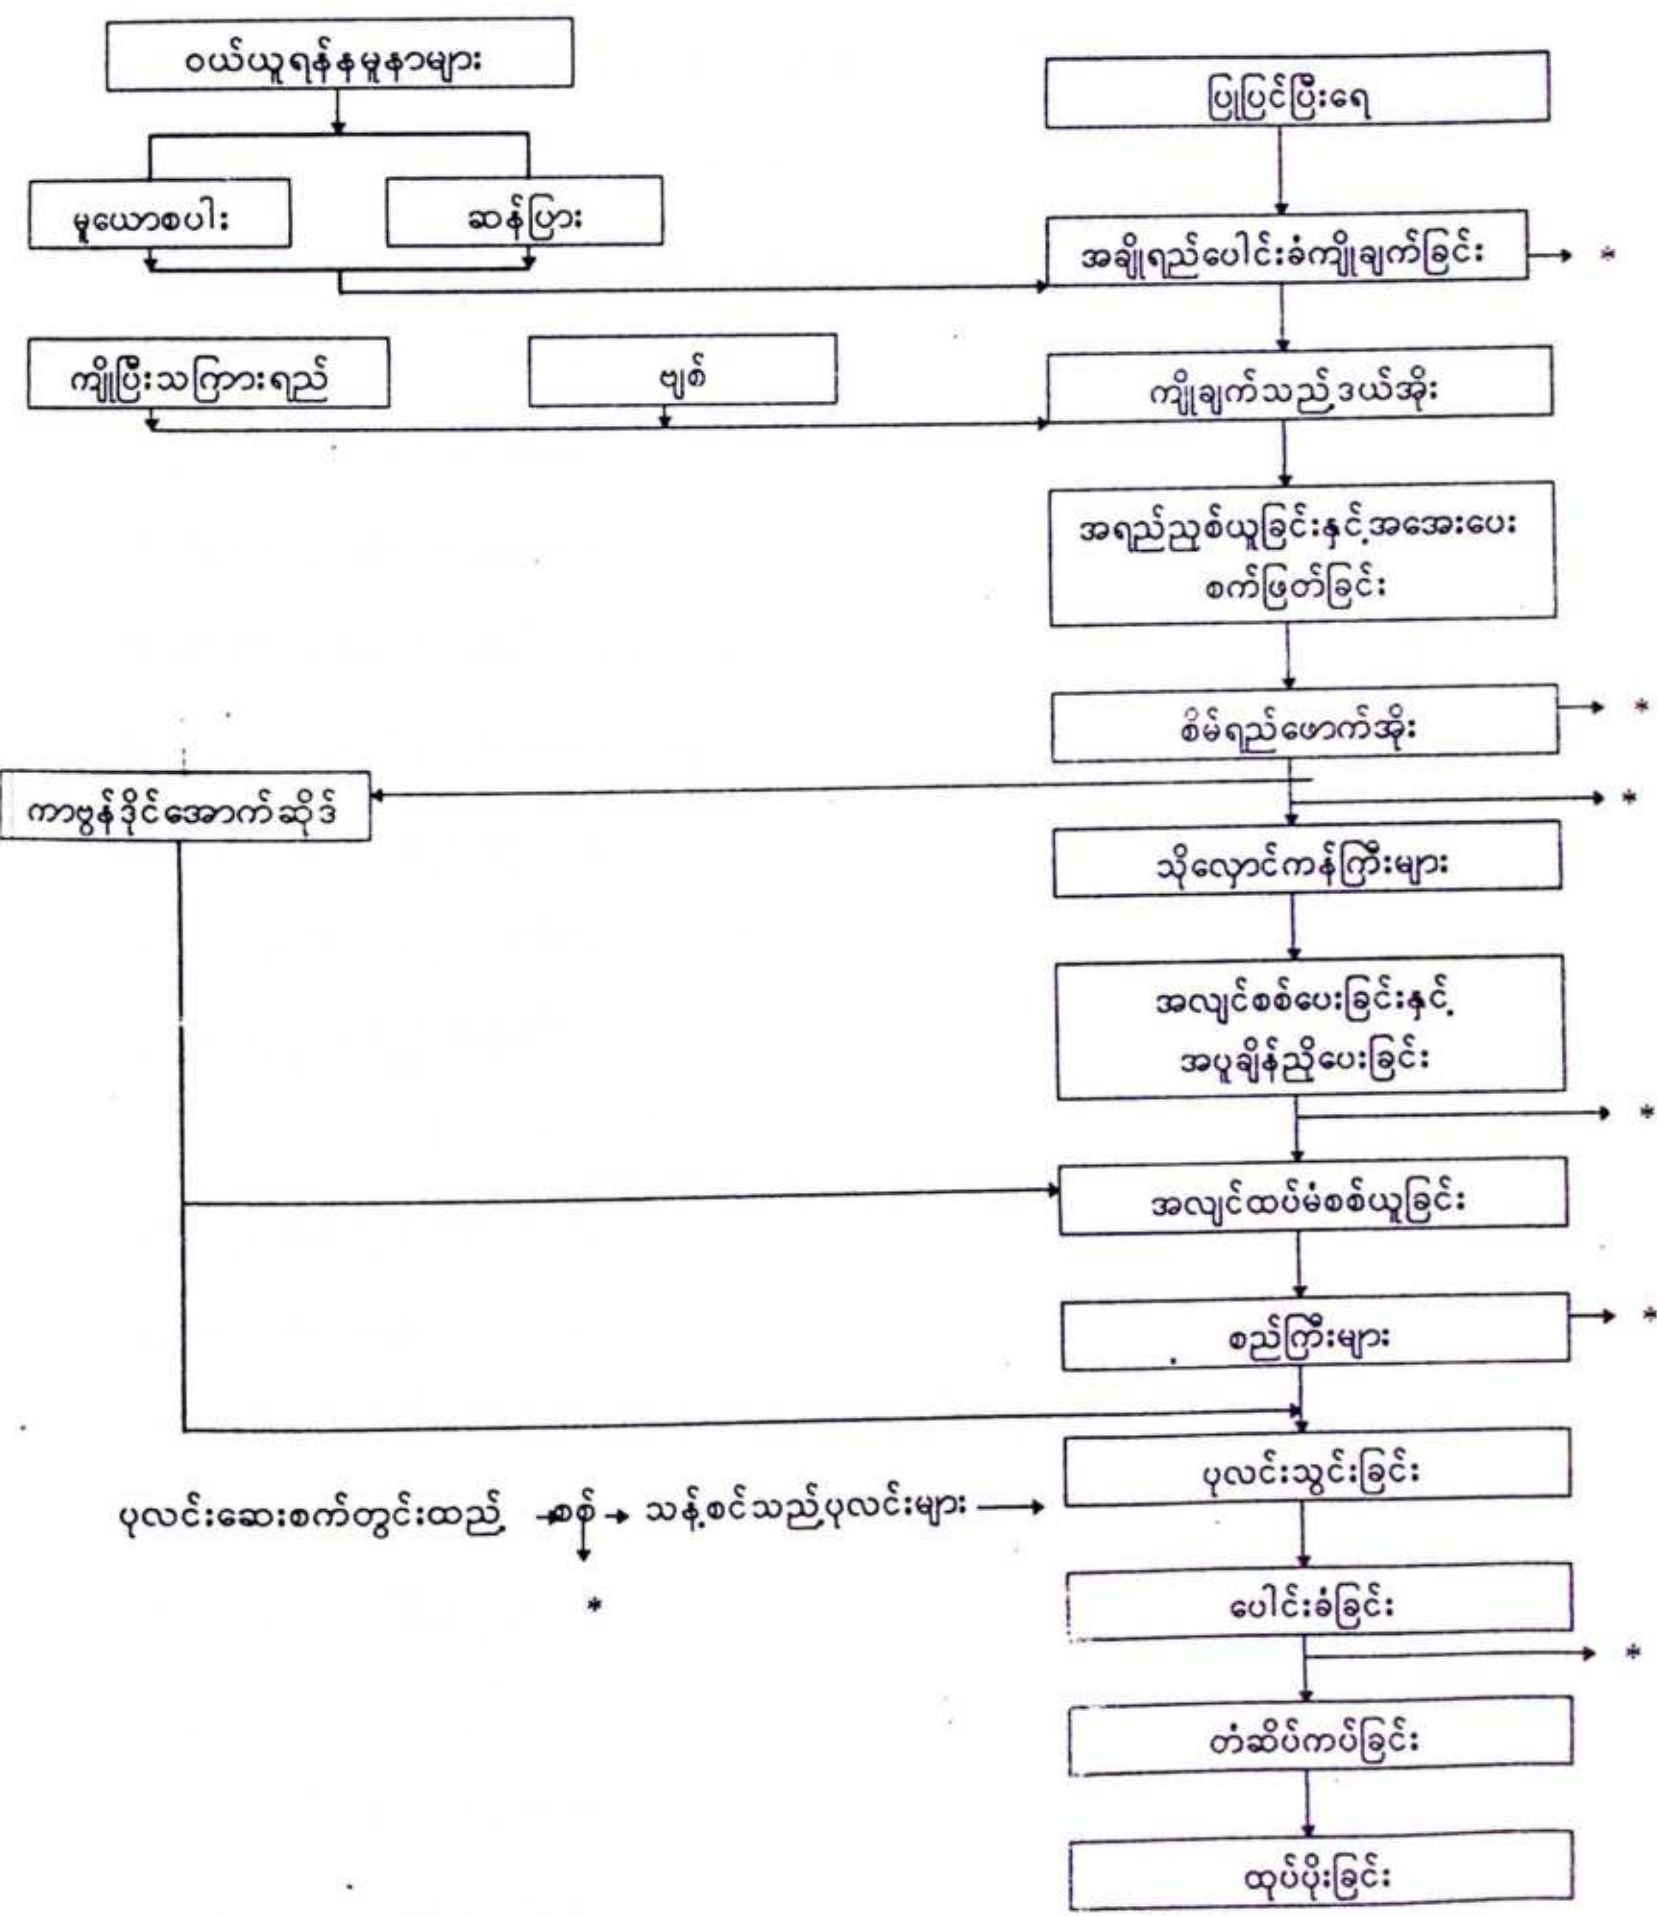 ဝယ်ယူရန်နမူနာများ
ပြုပြင်ပြီးရေ
မူယောစပါး
ဆန်ပြား
အချိုရည်ပေါင်းခံကျိုချက်ခြင်း
*
ကျိုပြီးသကြားရည်
ဗျစ်
ကျိုချက်သည့်ဒယ်အိုး
အရည်ညှစ်ယူခြင်းနှင့်အအေးပေး
စက်ဖြတ်ခြင်း
စိမ်ရည်ဖောက်အိုး
*
ကာဗွန်ဒိုင်အောက်ဆိုဒ်
*
သိုလှောင်ကန်ကြီးများ
အလျင်စစ်ပေးခြင်းနှင့်
အပူချိန်ညှိပေးခြင်း
*
အလျင်ထပ်မံစစ်ယူခြင်း
စည်ကြီးများ
*
ပုလင်းသွင်းခြင်း
ပုလင်းဆေးစက်တွင်းထည့်
စစ်
သန့်စင်သည့်ပုလင်းများ
*
ပေါင်းခံခြင်း
*
တံဆိပ်ကပ်ခြင်း
ထုပ်ပိုးခြင်း